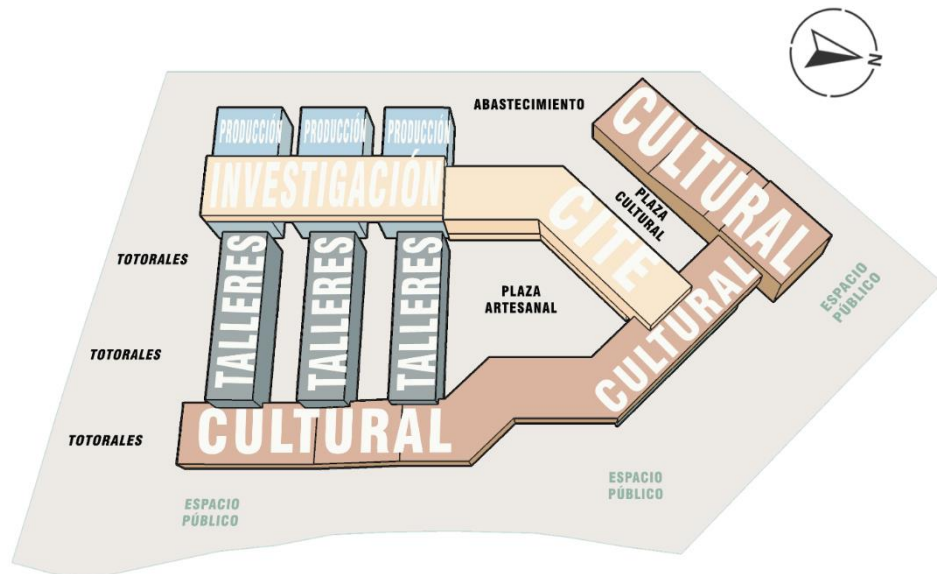 N
ABASTECIMIENTO
CULTURAL
PRODUCCIÓN
PRODUCCIÓN
PRODUCCIÓN
INVESTIGACIÓN
CITE
PLAZA
CULTURAL
TALLERES
TALLERES
TALLERES
TOTORALES
PLAZA
ARTESANAL
CULTURAL
ESPACIO
PÚBLICO
TOTORALES
TOTORALES
CULTURAL
ESPACIO
PÚBLICO
ESPACIO
PÚBLICO